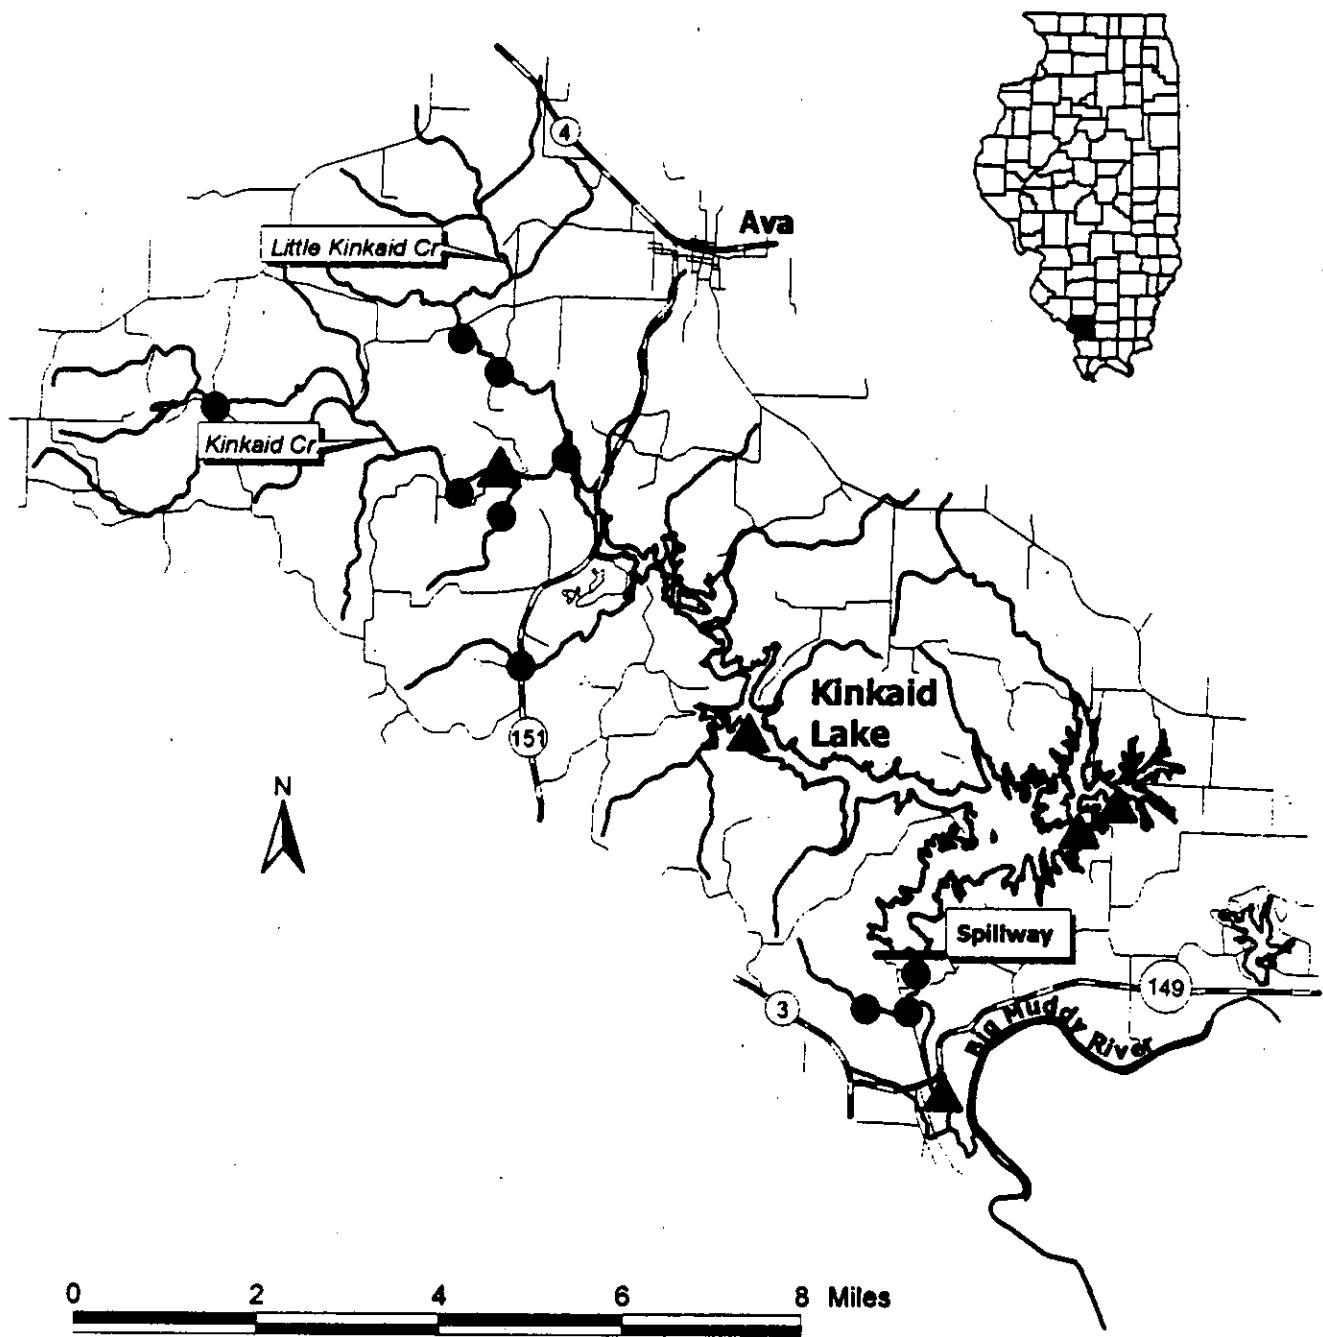 4
Ava
Little Kinkaid Cr
Kinkaid Cr
Kinkaid
Lake
151
N
Spillway
149
3
Big Muddy River
0 2 4 6 8 Miles